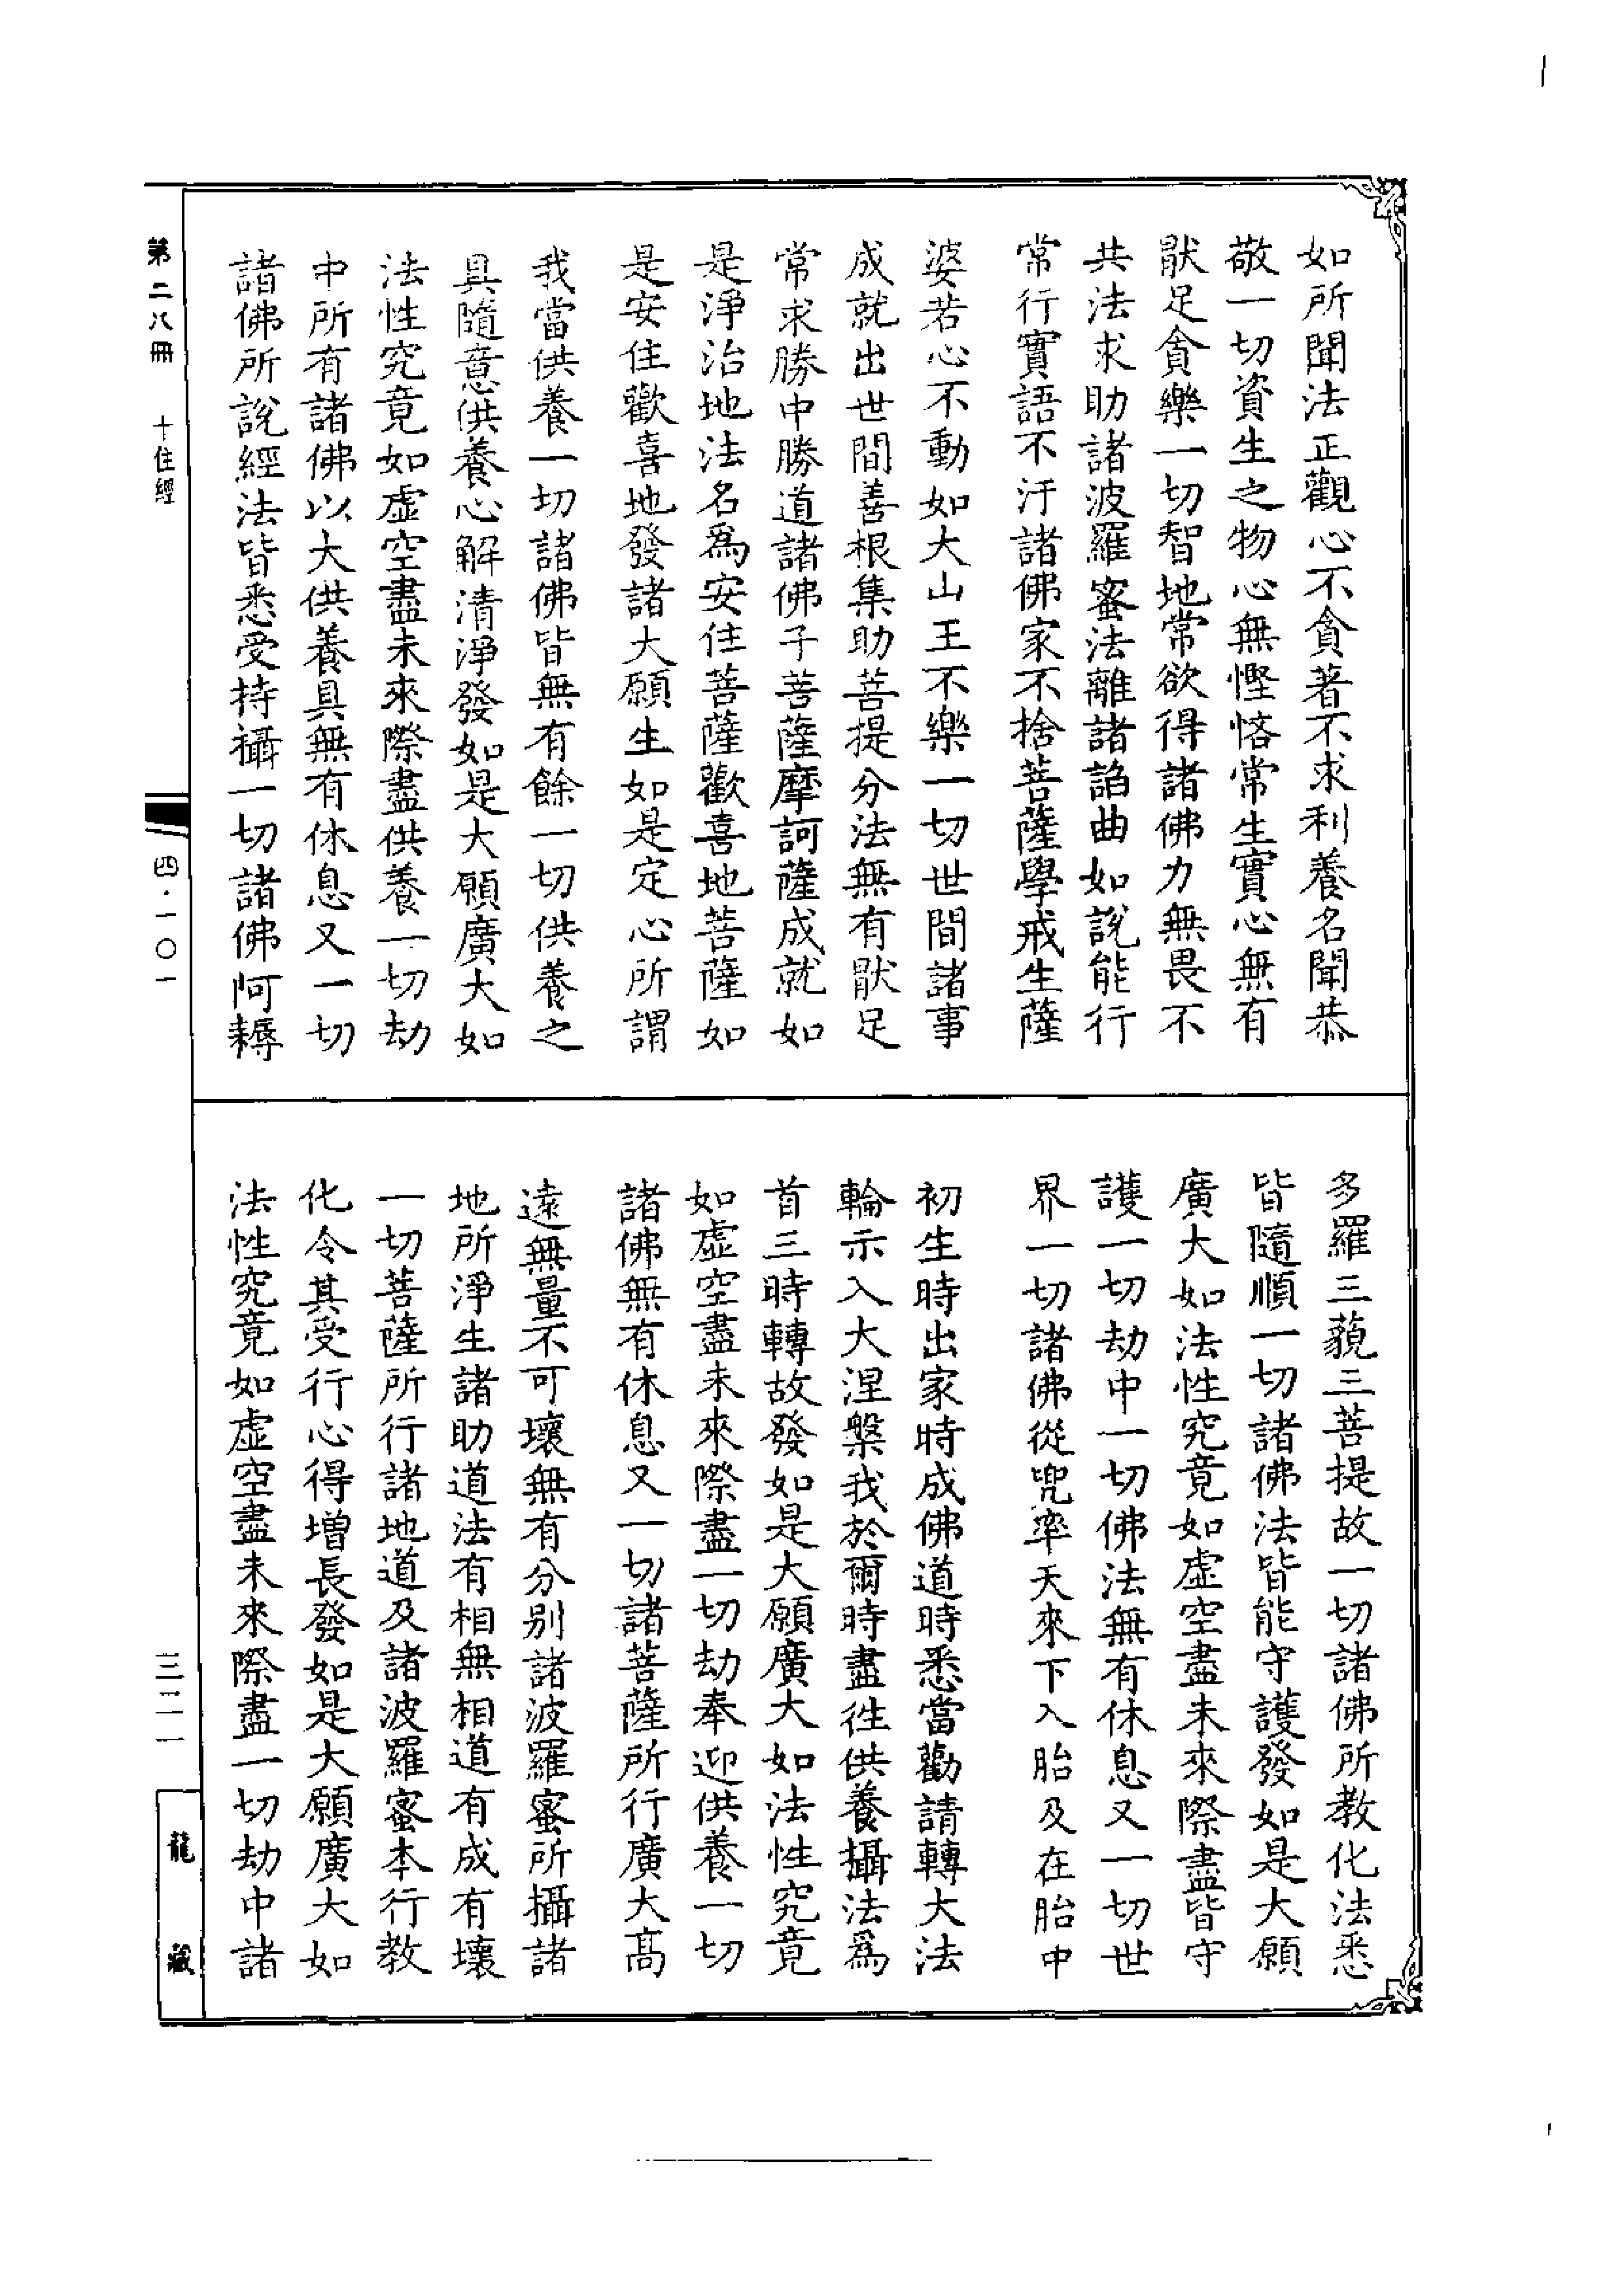 如所聞法正觀心不貪著不求利養名聞恭
敬一切資生之物心無慳悋常生實心無有
猒足貪樂一切智地常欲得諸佛力無畏不
共法求助諸波羅蜜法離諸諂曲如說能行
常行實語不汙諸佛家不捨菩薩學戒生薩
婆若心不動如大山王不樂一切世間諸事
成就出世間善根集助菩提分法無有猒足
常求勝中勝道諸佛子菩薩摩訶薩成就如
是淨治地法名為安住菩薩歡喜地菩薩如
是安住歡喜地發諸大願生如是定心所謂
我當供養一切諸佛皆無有餘一切供養之
具隨意供養心解清淨發如是大願廣大如
法性究竟如虛空盡未來際盡供養一切劫
中所有諸佛以大供養具無有休息又一切
諸佛所說經法皆悉受持攝一切諸佛阿耨
多羅三藐三菩提故一切諸佛所教化法悉
皆隨順一切諸佛法皆能守護發如是大願
廣大如法性究竟如虛空盡未來際盡皆守
護一切劫中一切佛法無有休息又一切世
界一切諸佛從兜率天來下入胎及在胎中
初生時出家時成佛道時悉當勸請轉大法
輪示入大涅槃我於爾時盡徃供養攝法為
首三時轉故發如是大願廣大如法性究竟
如虛空盡未來際盡一切劫奉迎供養一切
諸佛無有休息又一切諸菩薩所行廣大高
遠無量不可壞無有分别諸波羅蜜所攝諸
地所淨生諸助道法有相無相道有成有壞
一切菩薩所行諸地道及諸波羅蜜本行教
化令其受行心得增長發如是大願廣大如
法性究竟如虛空盡未來際盡一切劫中諸
第二八冊 十住經
四·一〇一
三二一
龍藏